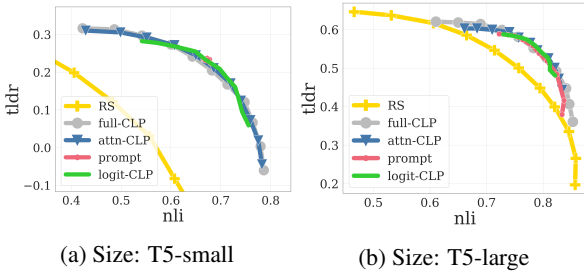 0.3
0.2
0.1
0.0
−0.1
tldr
RS
full-CLP
attn-CLP
prompt
logit-CLP
0.4 0.5 0.6 0.7 0.8
nli
(a) Size: T5-small
0.6
0.5
0.4
0.3
0.2
tldr
RS
full-CLP
attn-CLP
prompt
logit-CLP
0.5 0.6 0.7 0.8
nli
(b) Size: T5-large